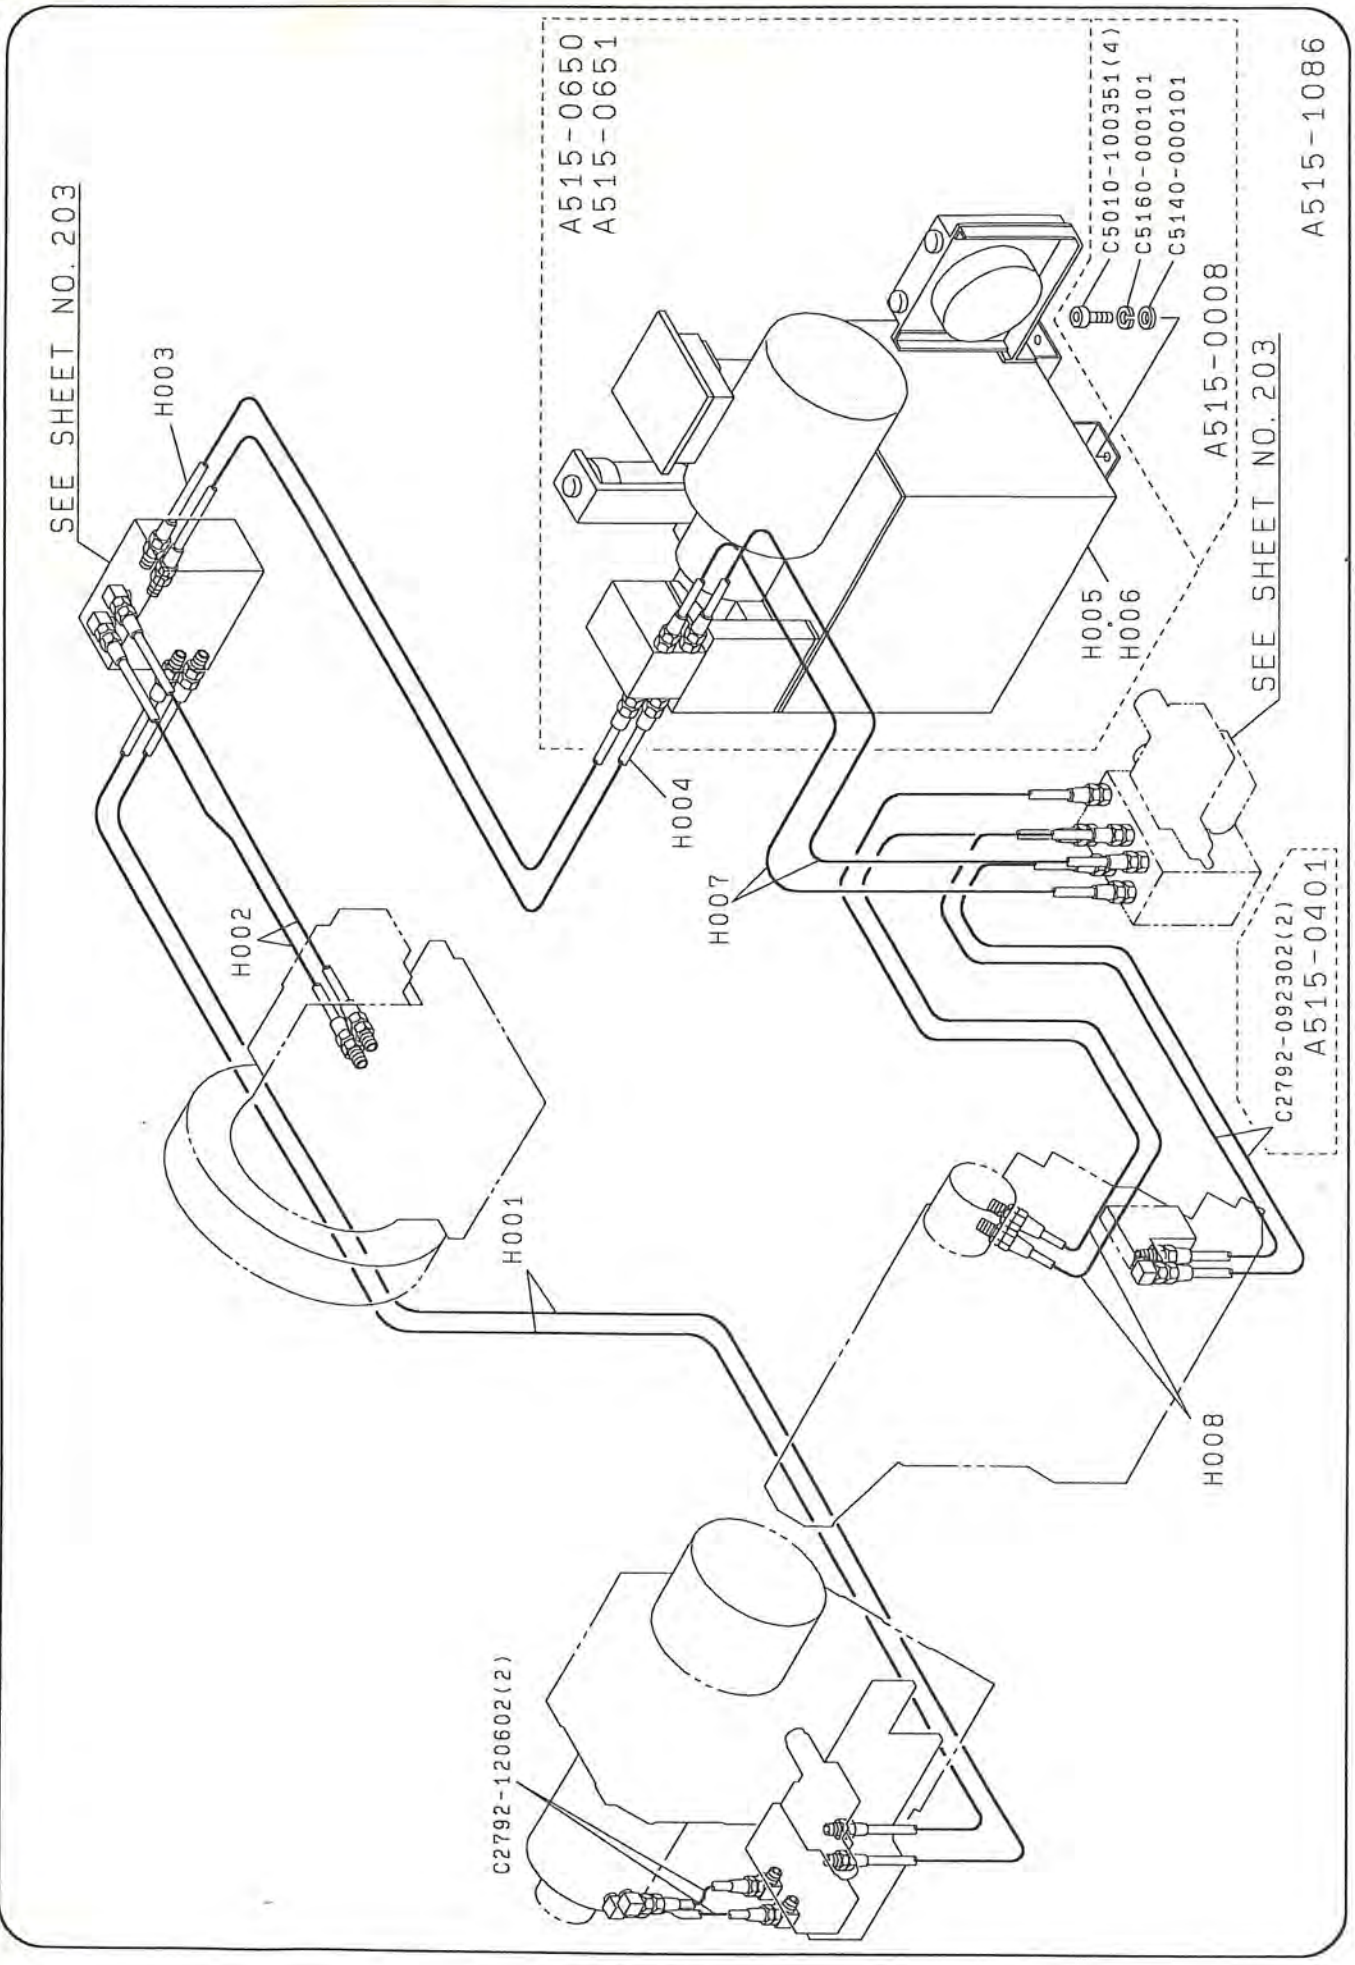 SEE SHEET NO.203
H003
H002
C2792-120602(2)
H001
A515-0650
A515-0651
H004
H007
H005
H006
C5010-100351(4)
C5160-000101
C5140-000101
A515-0008
H008
SEE SHEET NO.203
C2792-092302(2)
A515-0401
A515-1086